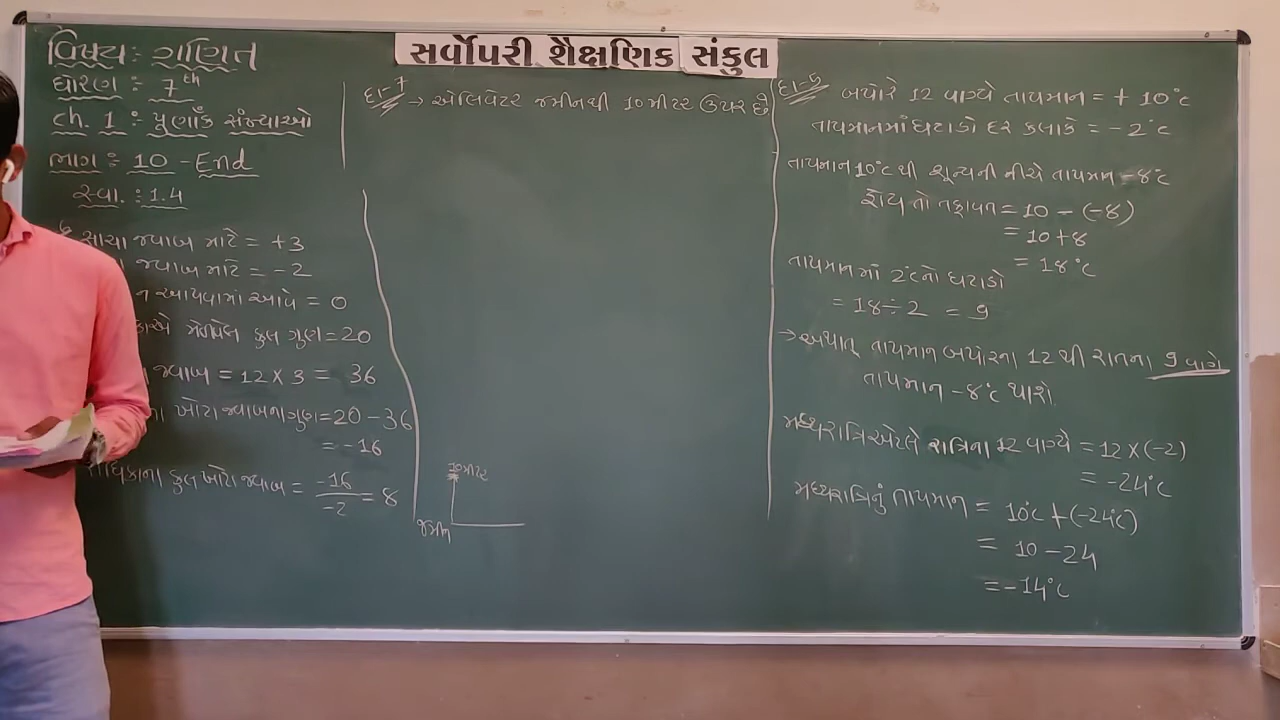 સર્વોપરી શૈક્ષણિક સંકુલ
વિષય : ગણિત
ધોરણ : 7th
ch. 1 : પૂર્ણાંક સંખ્યાઓ
ભાગ : 10 - End
સ્વા. : 1.4
સાચા જવાબ માટે = +3
જવાબ માટે = -2
ન આપવામાં આવે = 0
મેળવેલ કુલ ગુણ = 20
જવાબ = 12 × 3 = 36
ખોટા જવાબના ગુણ = 20 - 36
= -16
કુલ ખોટા જવાબ = -16/-2 = 8
દા-7 → એલિવેટર જમીનથી 10 મીટર ઉપર છે
10 મીટર
જમીન
દા-6 બપોરે 12 વાગ્યે તાપમાન = + 10°c
તાપમાનમાં ઘટાડો દર કલાકે = - 2°c
તાપમાન 10°c થી શૂન્યની નીચે તાપમાન -8°c
હોય તો તફાવત = 10 - (-8)
= 10 + 8
= 18°c
તાપમાનમાં 2°c નો ઘટાડો
= 18 ÷ 2 = 9
→ અર્થાત્ તાપમાન બપોરના 12 થી રાતના 9 વાગે
તાપમાન -8°c થાશે.
મધ્યરાત્રિ એટલે રાત્રિના 12 વાગ્યે = 12 × (-2)
= -24°c
મધ્યરાત્રિનું તાપમાન = 10°c + (-24°c)
= 10 - 24
= -14°c